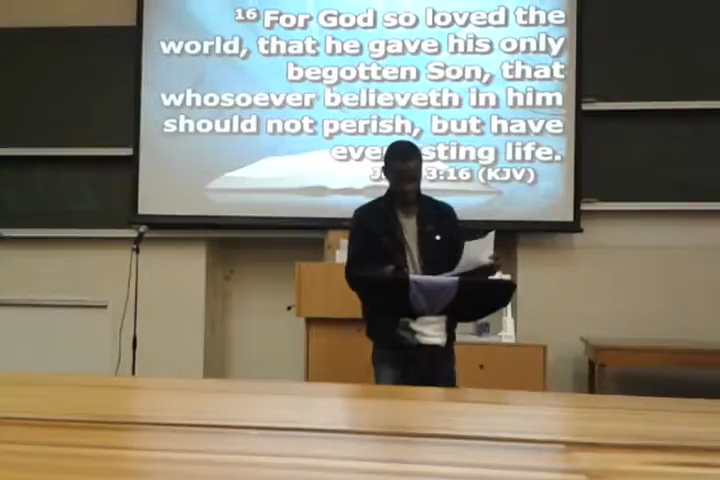 16 For God so loved the
world, that he gave his only
begotten Son, that
whosoever believeth in him
should not perish, but have
life.
3:16 (KJV)